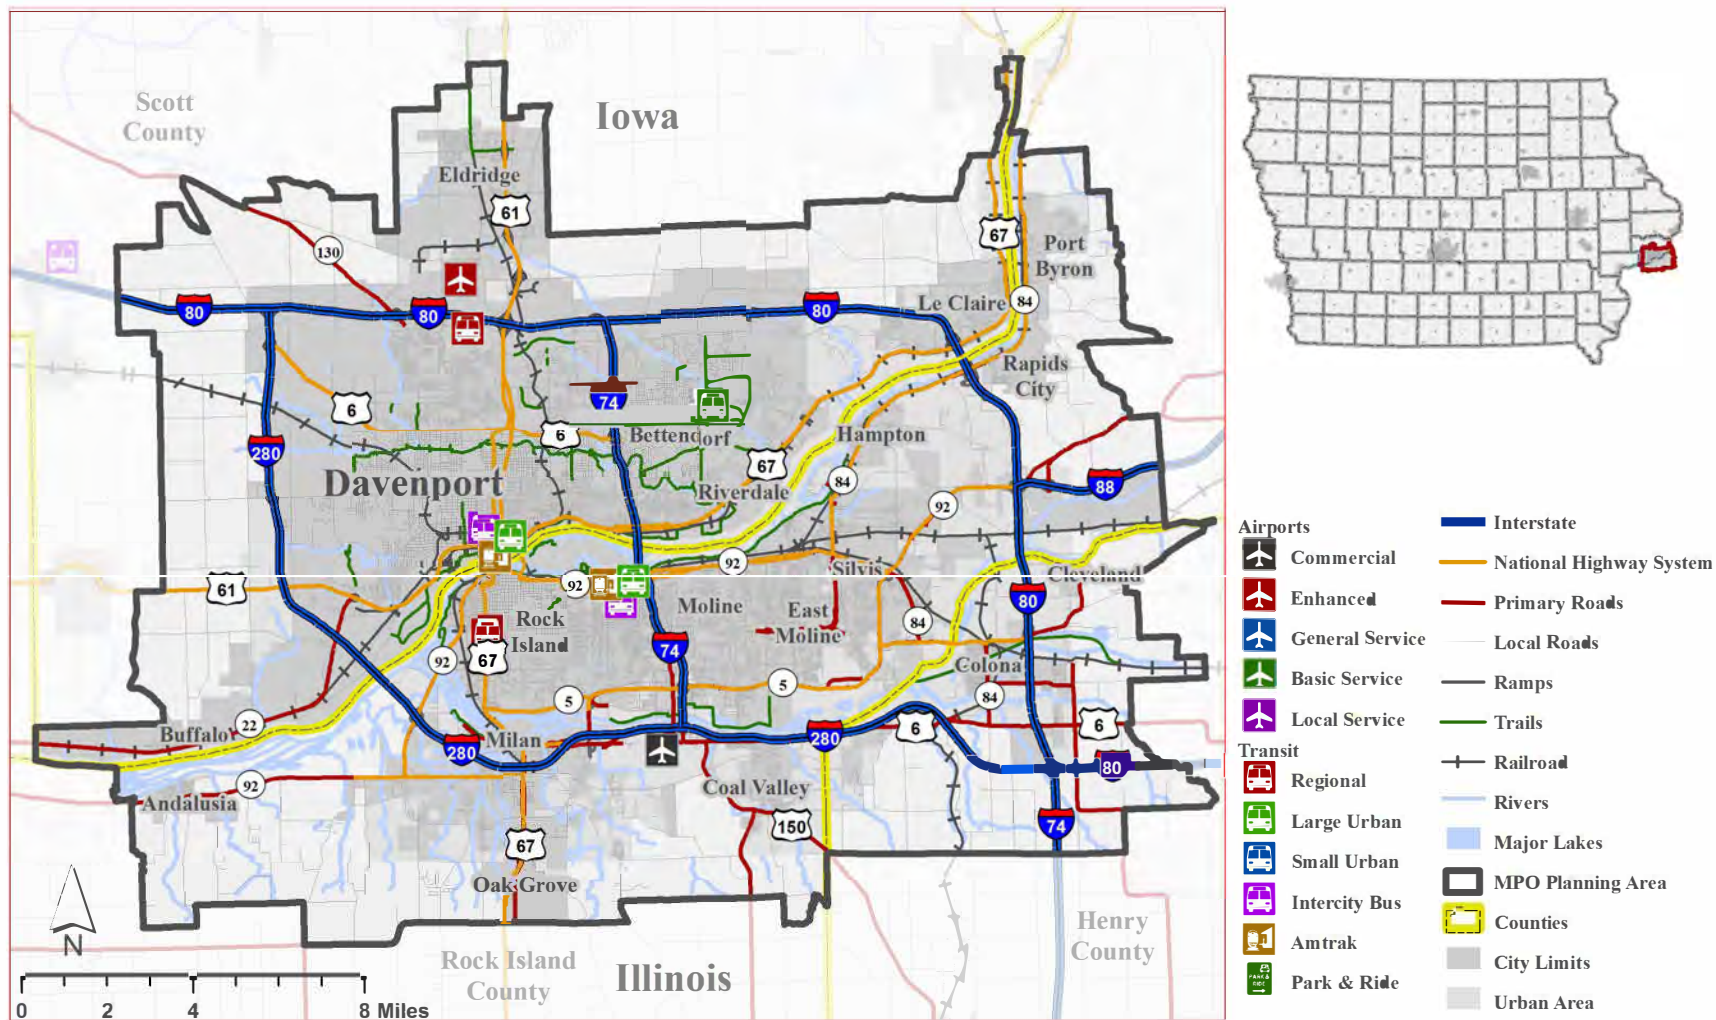 Scott
County
Iowa
Eldridge
61
67
Port
Byron
130
Le Claire
84
80
80
80
Rapids
City
74
6
6
Bettendorf
Hampton
280
67
Davenport
Riverdale
84
88
92
92
Silvis
Cleveland
61
92
80
Rock
Island
Moline
East
Moline
84
67
92
74
Colona
5
5
84
22
Buffalo
Milan
280
280
6
6
80
92
Andalusia
Coal Valley
150
74
67
Oak Grove
N
Rock Island
County
Illinois
Henry
County
0 2 4 8 Miles
Airports
Commercial
Enhanced
General Service
Basic Service
Local Service
Transit
Regional
Large Urban
Small Urban
Intercity Bus
Amtrak
PARK &
RIDE
Park & Ride
Interstate
National Highway System
Primary Roads
Local Roads
Ramps
Trails
Railroad
Rivers
Major Lakes
MPO Planning Area
Counties
City Limits
Urban Area